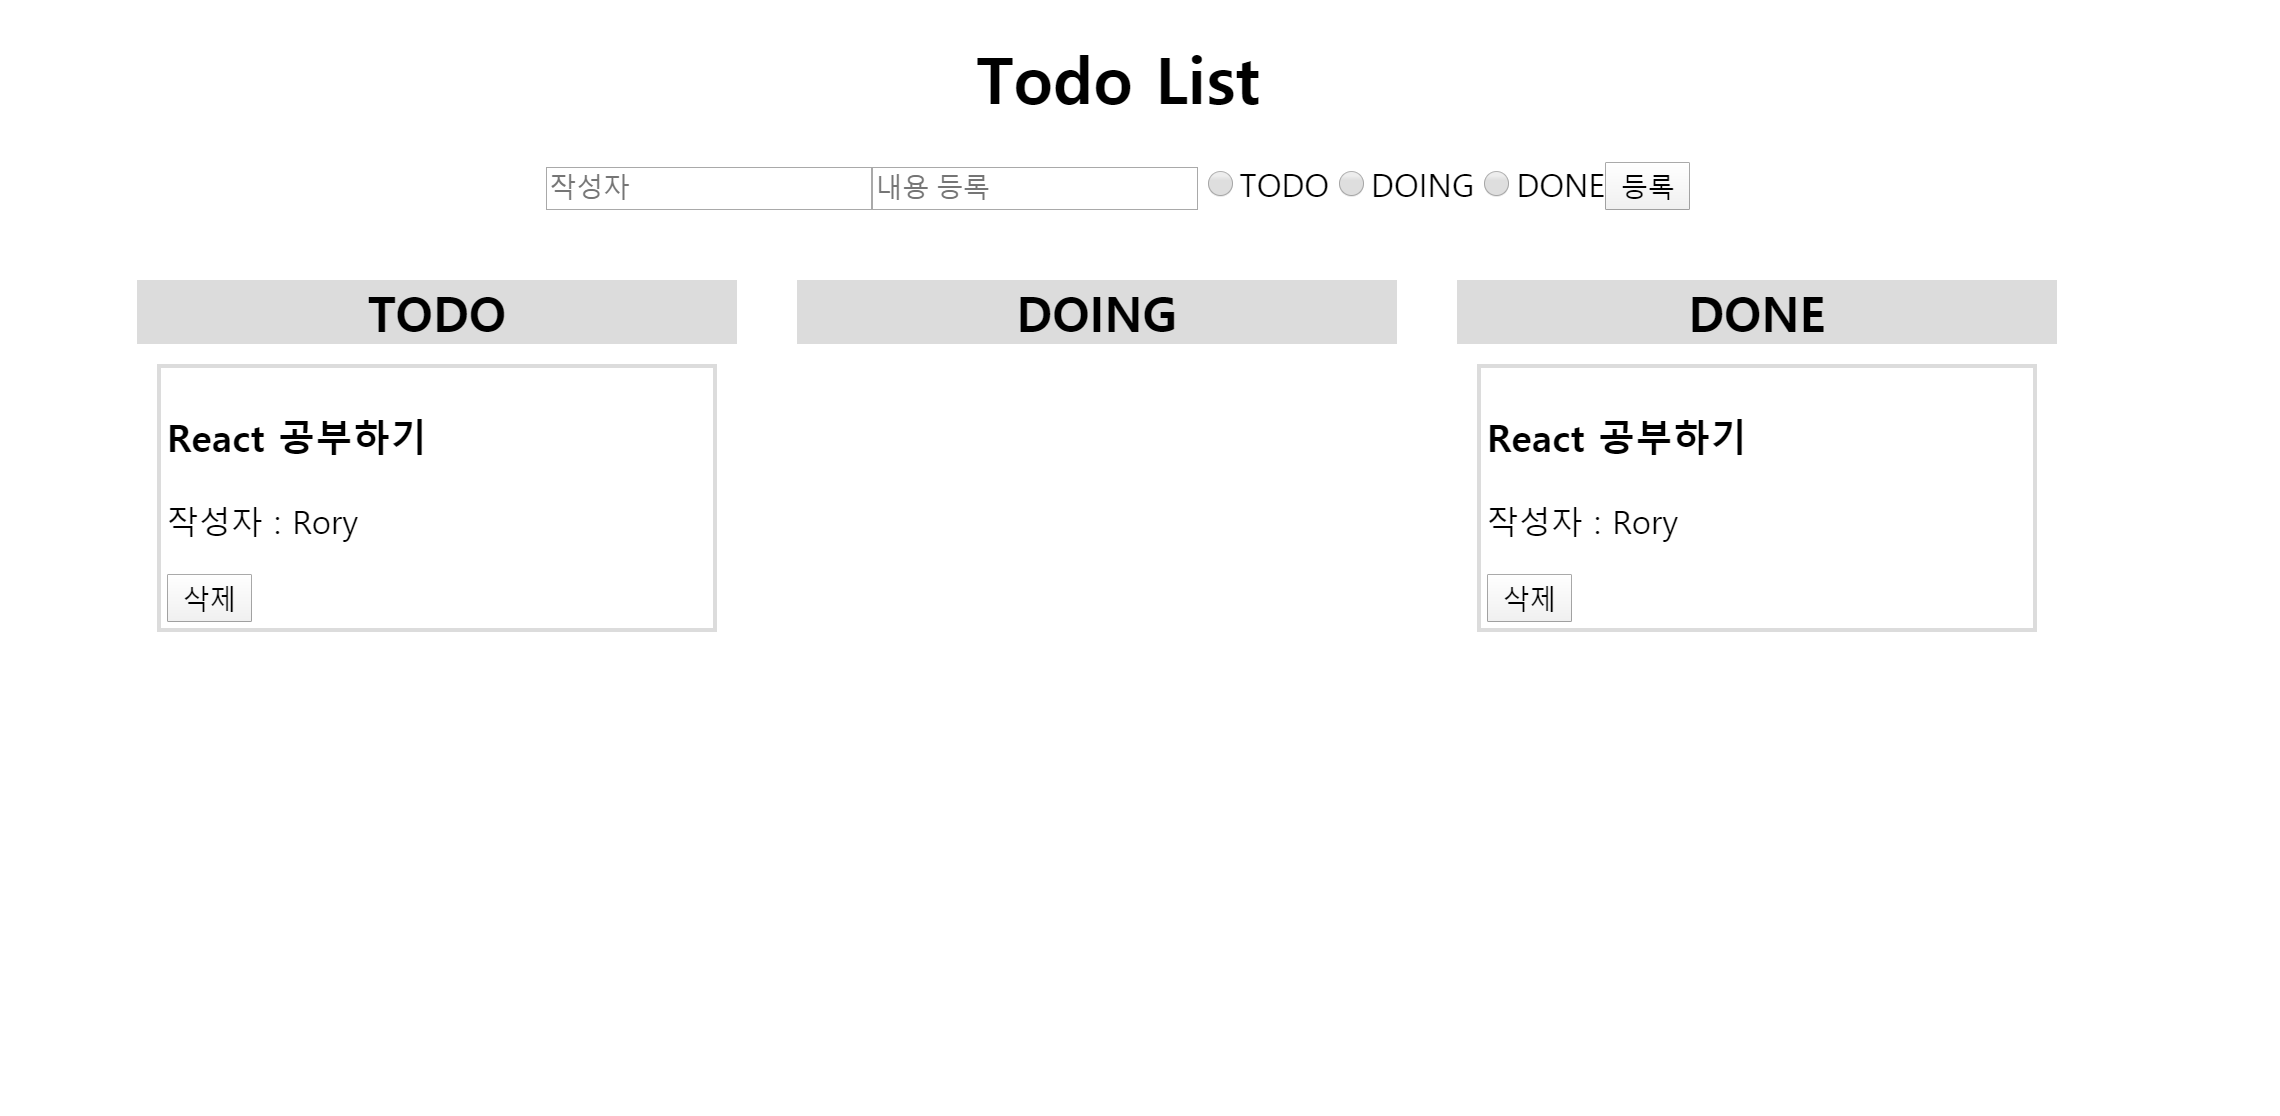 Todo List
작성자 내용 등록 TODO DOING DONE 등록
TODO DOING DONE
React 공부하기 React 공부하기
작성자 : Rory 작성자 : Rory
삭제 삭제